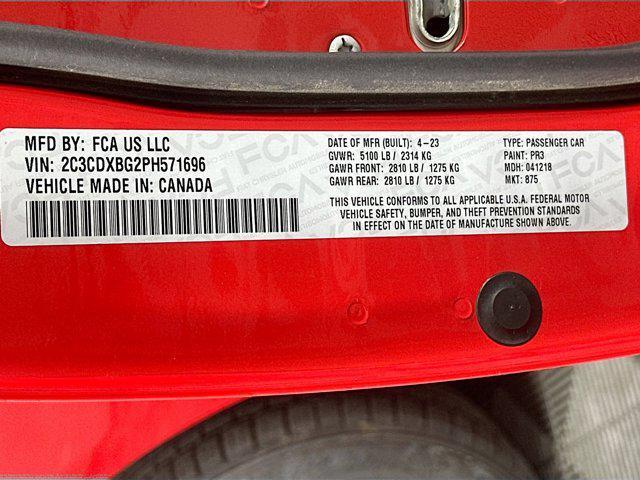 MFD BY: FCA US LLC
VIN: 2C3CDXBG2PH571696
VEHICLE MADE IN: CANADA
DATE OF MFR (BUILT): 4-23
GVWR: 5100 LB / 2314 KG
GAWR FRONT: 2810 LB / 1275 KG
GAWR REAR: 2810 LB / 1275 KG
TYPE: PASSENGER CAR
PAINT: PR3
MDH: 041218
MKT: 875
THIS VEHICLE CONFORMS TO ALL APPLICABLE U.S.A. FEDERAL MOTOR
VEHICLE SAFETY, BUMPER, AND THEFT PREVENTION STANDARDS
IN EFFECT ON THE DATE OF MANUFACTURE SHOWN ABOVE.